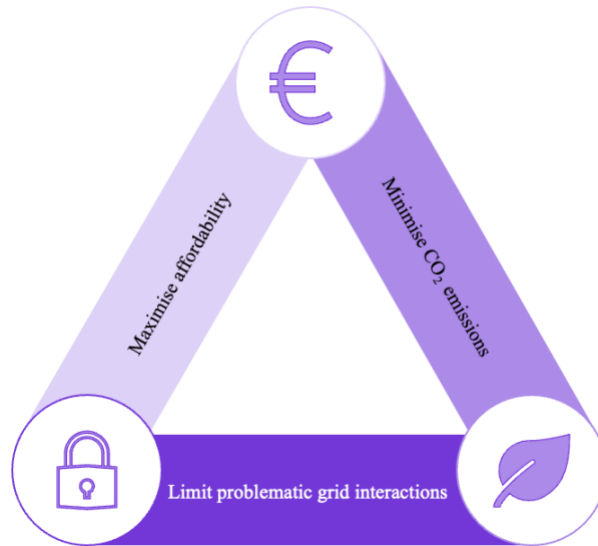 €
Maximise affordability
Minimise CO₂ emissions
Limit problematic grid interactions